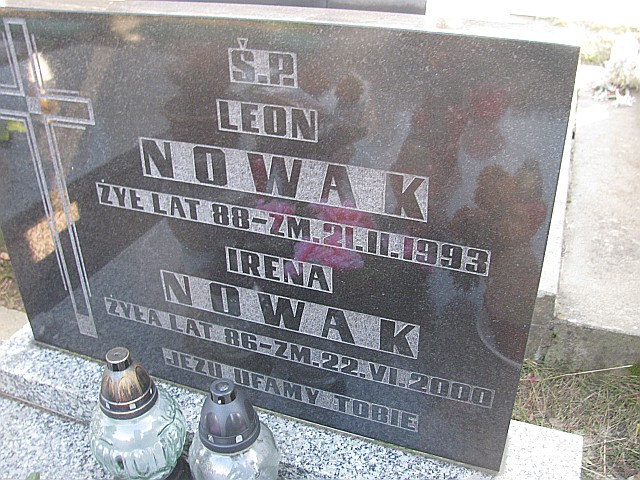 Ś.P.
LEON
NOWAK
ŻYŁ LAT 88-ZM.21.II.1993
IRENA
NOWAK
ŻYŁA LAT 86-ZM.22.VI.2000
JEZU UFAMY TOBIE